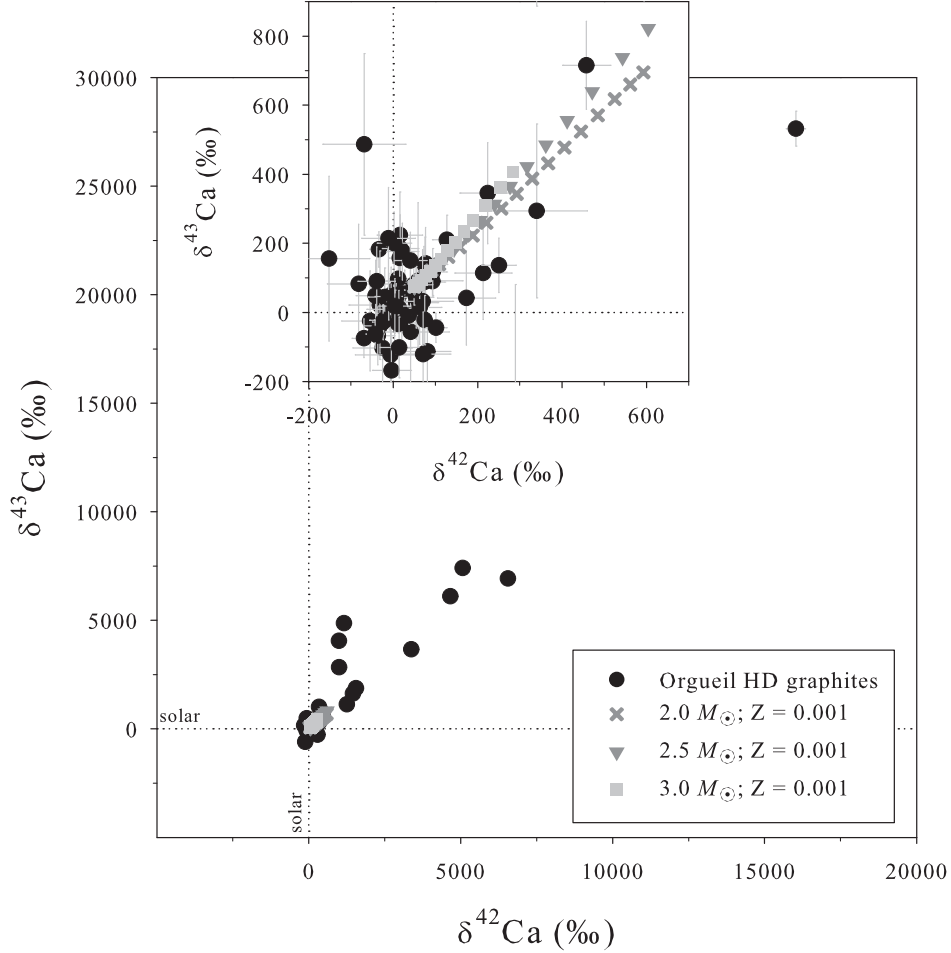 800
600
400
200
0
-200
δ43Ca (‰)
-200 0 200 400 600
δ42Ca (‰)
30000
25000
20000
15000
10000
5000
0
δ43Ca (‰)
solar
solar
Orgueil HD graphites
2.0 M☉; Z = 0.001
2.5 M☉; Z = 0.001
3.0 M☉; Z = 0.001
0 5000 10000 15000 20000
δ42Ca (‰)